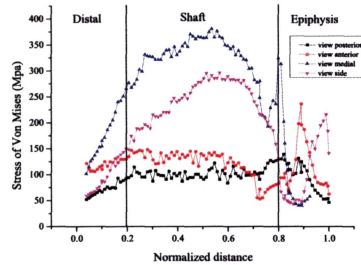 Distal Shaft Epiphysis
view posterior
view anterior
view medial
view side
Stress of Von Mises (Mpa)
400
350
300
250
200
150
100
50
0
0.0 0.2 0.4 0.6 0.8 1.0
Normalized distance